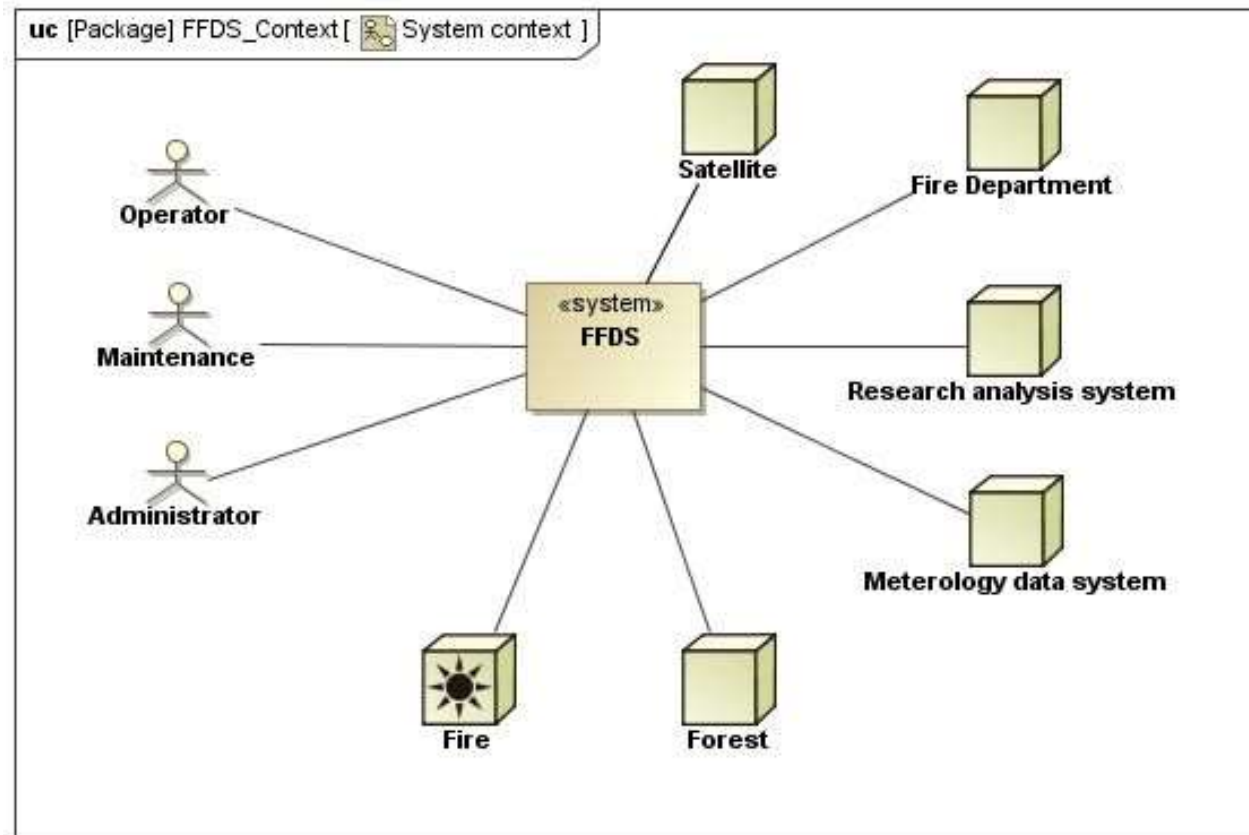 uc [Package] FFDS_Context [ System context ]
Satellite
Fire Department
Operator
«system»
FFDS
Maintenance
Research analysis system
Administrator
Meterology data system
Fire
Forest